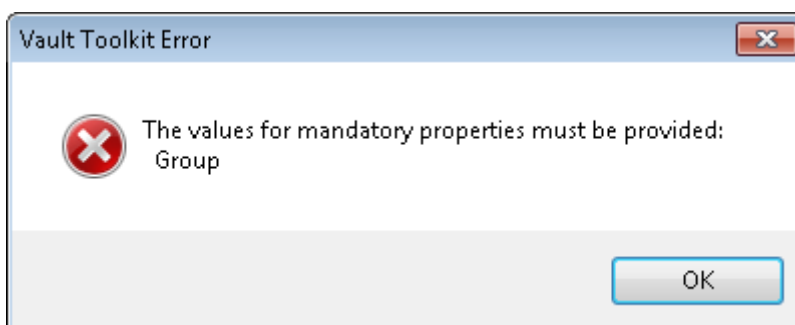 Vault Toolkit Error
The values for mandatory properties must be provided:
Group
OK